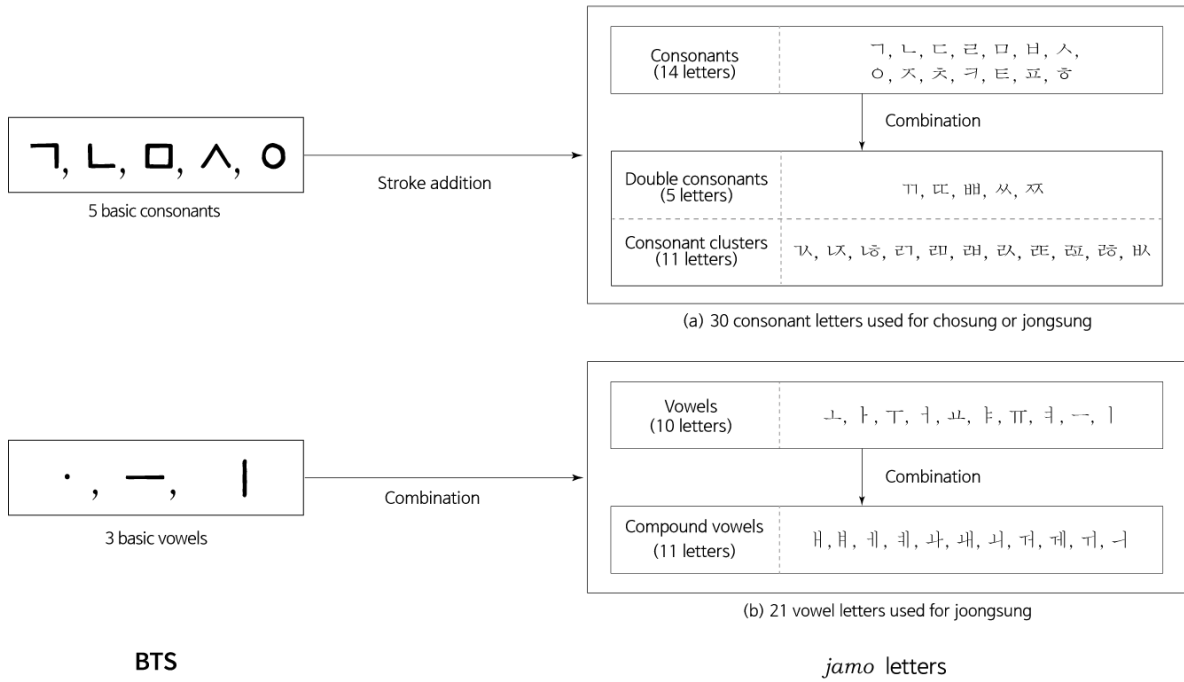 ㄱ, ㄴ, ㅁ, ㅅ, ㅇ
5 basic consonants
Stroke addition
Consonants
(14 letters)
ㄱ, ㄴ, ㄷ, ㄹ, ㅁ, ㅂ, ㅅ,
ㅇ, ㅈ, ㅊ, ㅋ, ㅌ, ㅍ, ㅎ
Combination
Double consonants
(5 letters)
ㄲ, ㄸ, ㅃ, ㅆ, ㅉ
Consonant clusters
(11 letters)
ㄳ, ㄵ, ㄶ, ㄺ, ㄻ, ㄼ, ㄽ, ㄾ, ㄿ, ㅀ, ㅄ
(a) 30 consonant letters used for chosung or jongsung
·, ㅡ, ㅣ
3 basic vowels
Combination
Vowels
(10 letters)
ㅗ, ㅏ, ㅜ, ㅓ, ㅛ, ㅑ, ㅠ, ㅕ, ㅡ, ㅣ
Combination
Compound vowels
(11 letters)
ㅐ, ㅒ, ㅔ, ㅖ, ㅘ, ㅙ, ㅚ, ㅝ, ㅞ, ㅟ, ㅢ
(b) 21 vowel letters used for joongsung
BTS
jamo letters